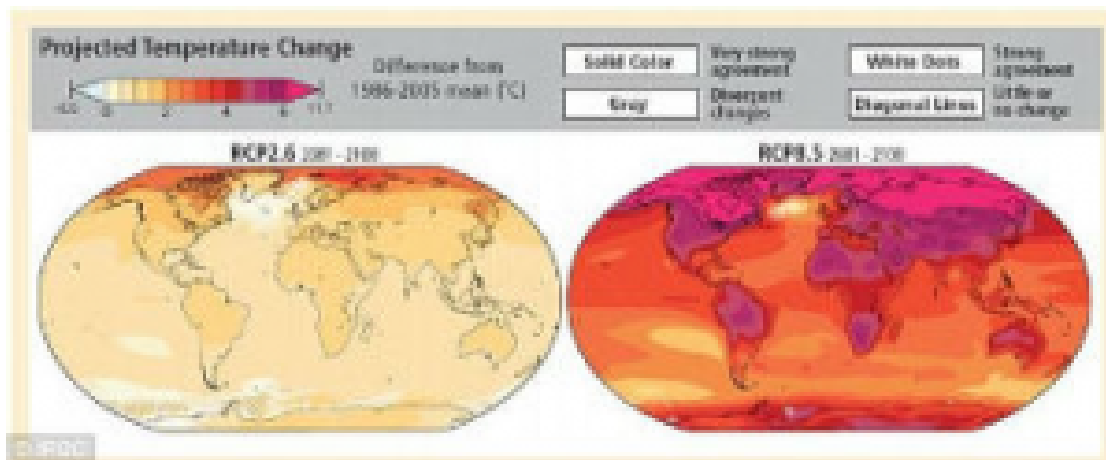 Projected Temperature Change
Difference from
1986-2005 mean (°C)
0 2 4 6 11.7
Solid Color
Very strong
agreement
White Dots
Strong
agreement
Gray
Divergent
changes
Diagonal Lines
Little or
no change
RCP2.6 2081 - 2100
RCP8.5 2081 - 2100
© IPCC